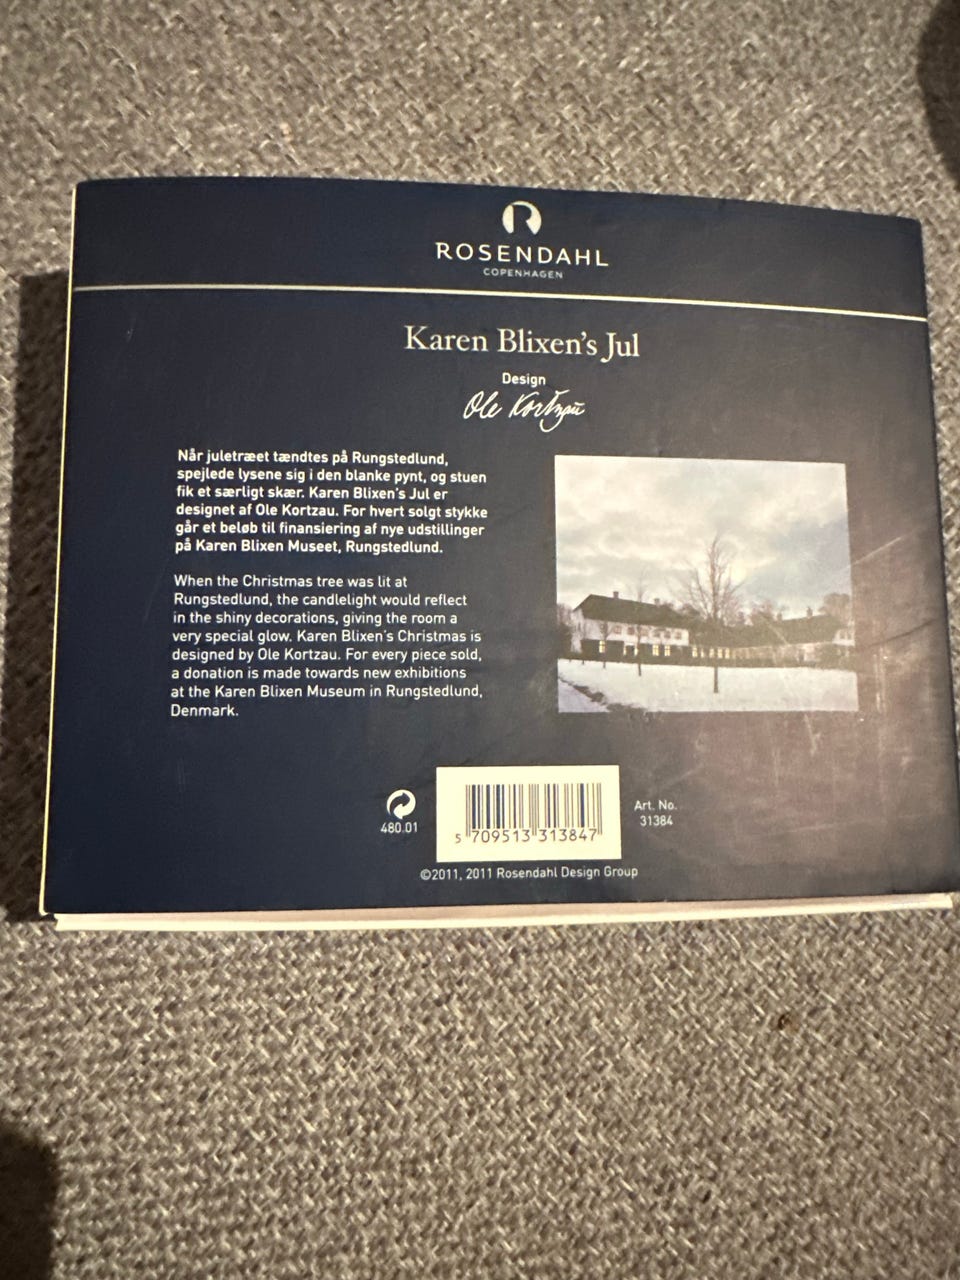 ROSENDAHL
COPENHAGEN
Karen Blixen's Jul
Design
Ole Kortzau
Når juletræet tændtes på Rungstedlund,
spejlede lysene sig i den blanke pynt, og stuen
fik et særligt skær. Karen Blixen's Jul er
designet af Ole Kortzau. For hvert solgt stykke
går et beløb til finansiering af nye udstillinger
på Karen Blixen Museet, Rungstedlund.
When the Christmas tree was lit at
Rungstedlund, the candlelight would reflect
in the shiny decorations, giving the room a
very special glow. Karen Blixen's Christmas is
designed by Ole Kortzau. For every piece sold,
a donation is made towards new exhibitions
at the Karen Blixen Museum in Rungstedlund,
Denmark.
480.01
5 709513 313847
Art. No.
31384
©2011, 2011 Rosendahl Design Group